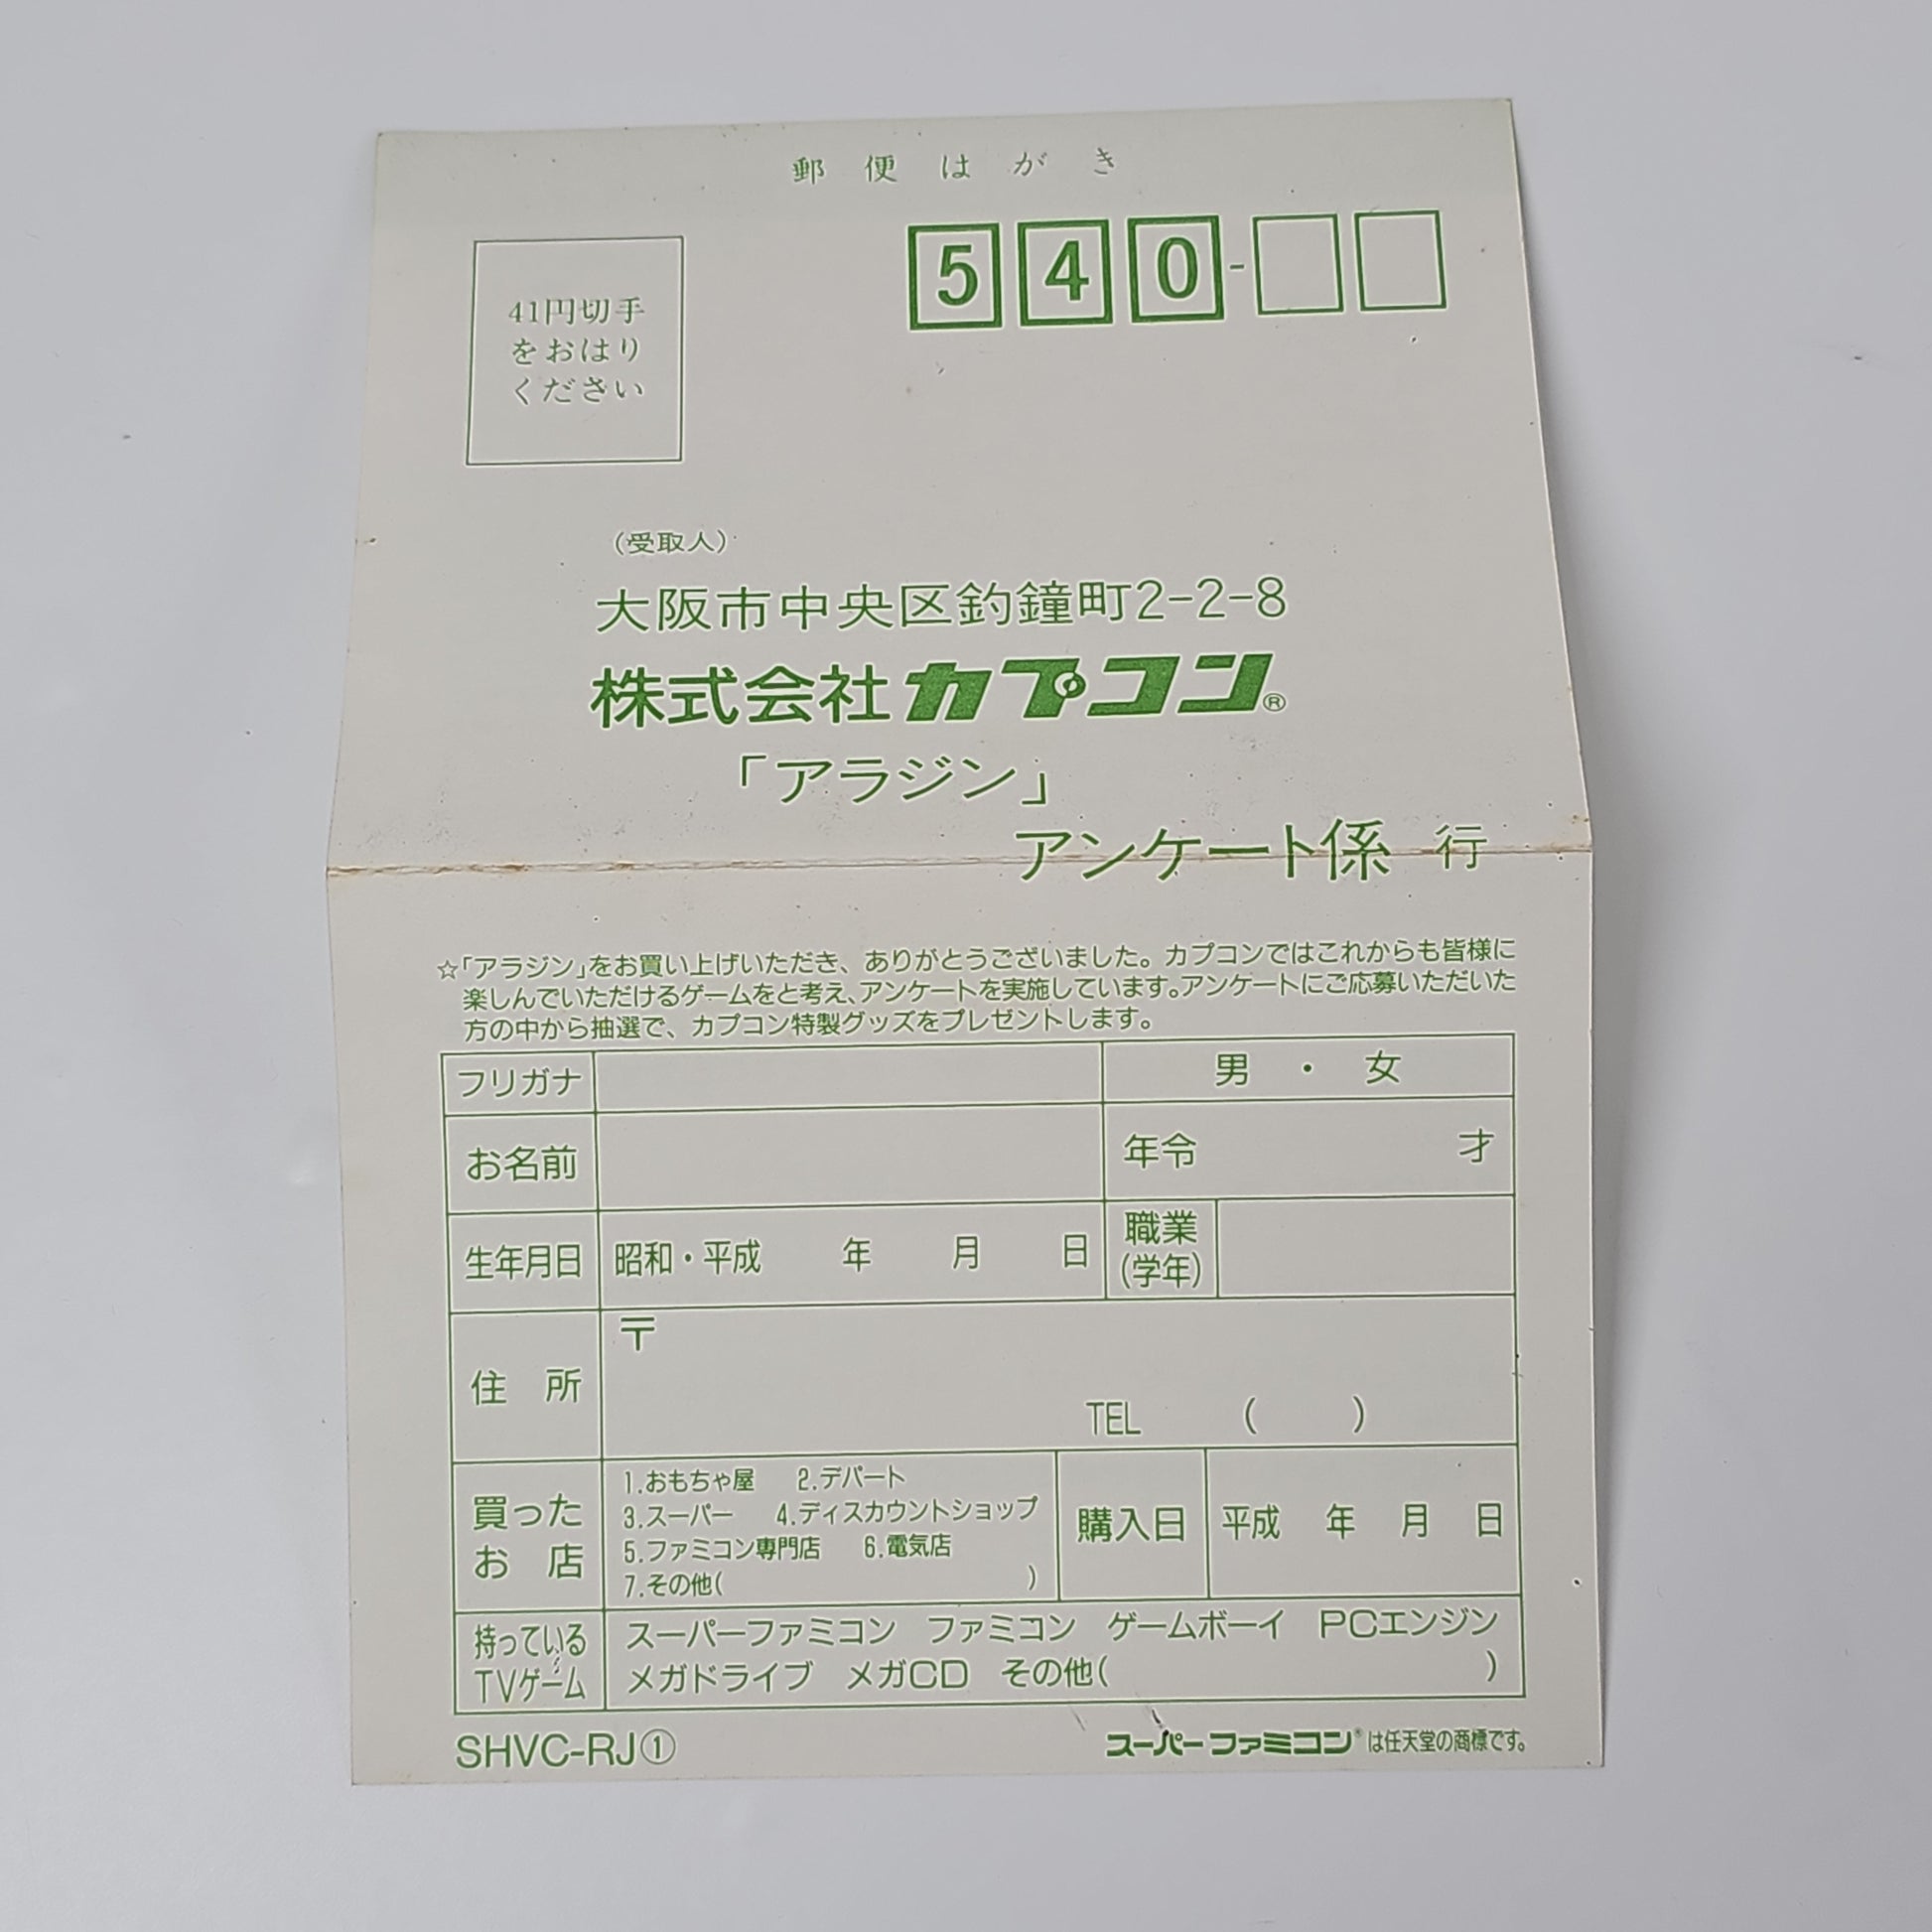 郵便はがき
540-
41円切手
をおはり
ください
(受取人)
大阪市中央区釣鐘町2-2-8
株式会社カプコン®
「アラジン」
アンケート係 行
☆「アラジン」をお買い上げいただき、ありがとうございました。カプコンではこれからも皆様に
楽しんでいただけるゲームをと考え、アンケートを実施しています。アンケートにご応募いただいた
方の中から抽選で、カプコン特製グッズをプレゼントします。
フリガナ 男・女
お名前 年令 才
生年月日 昭和・平成 年 月 日 職業
(学年)
住所 〒
TEL ( )
買った
お店
1.おもちゃ屋 2.デパート
3.スーパー 4.ディスカウントショップ
5.ファミコン専門店 6.電気店
7.その他( )
購入日 平成 年 月 日
持っている
TVゲーム
スーパーファミコン ファミコン ゲームボーイ PCエンジン
メガドライブ メガCD その他( )
SHVC-RJ① スーパーファミコン®は任天堂の商標です。